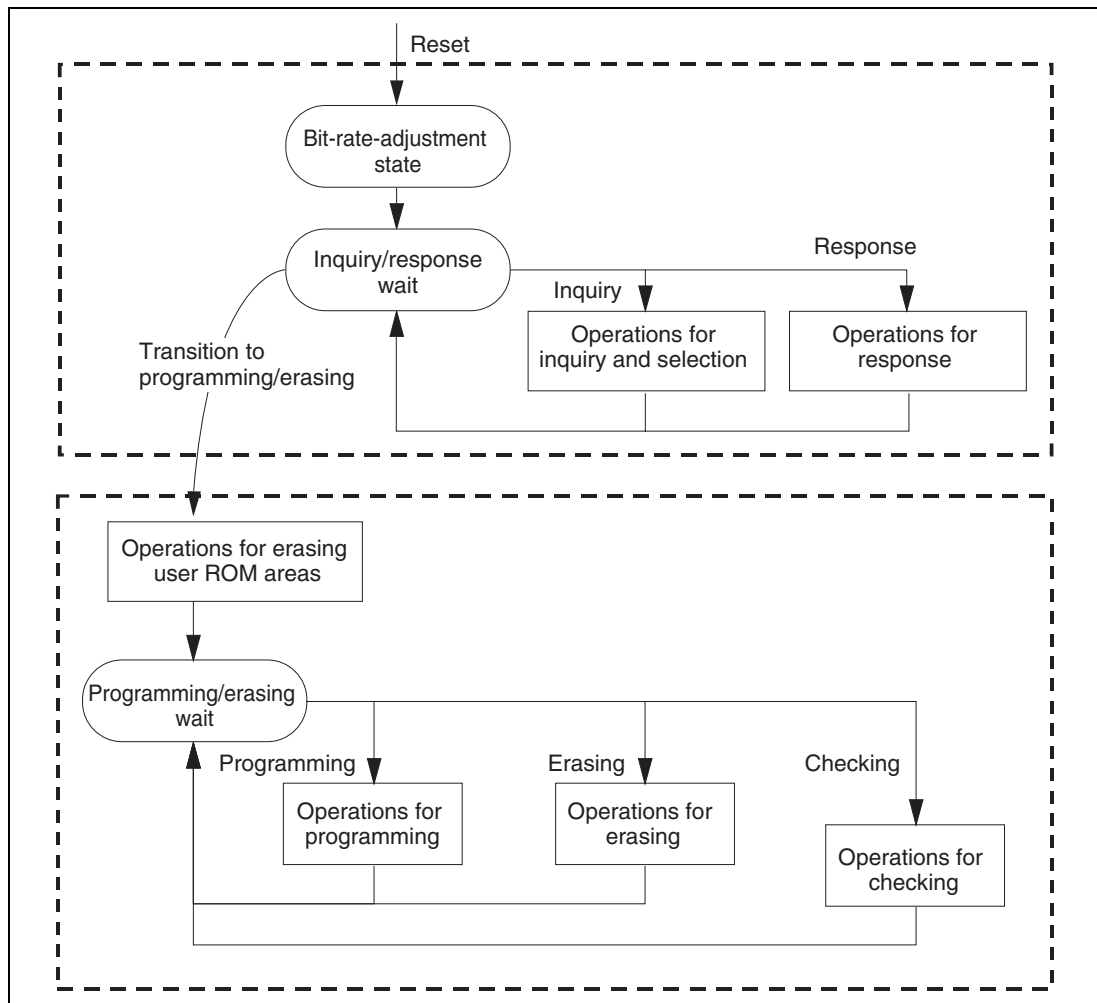 Reset
Bit-rate-adjustment
state
Inquiry/response
wait
Response
Inquiry
Operations for
inquiry and selection
Operations for
response
Transition to
programming/erasing
Operations for erasing
user ROM areas
Programming/erasing
wait
Programming
Erasing
Checking
Operations for
programming
Operations for
erasing
Operations for
checking